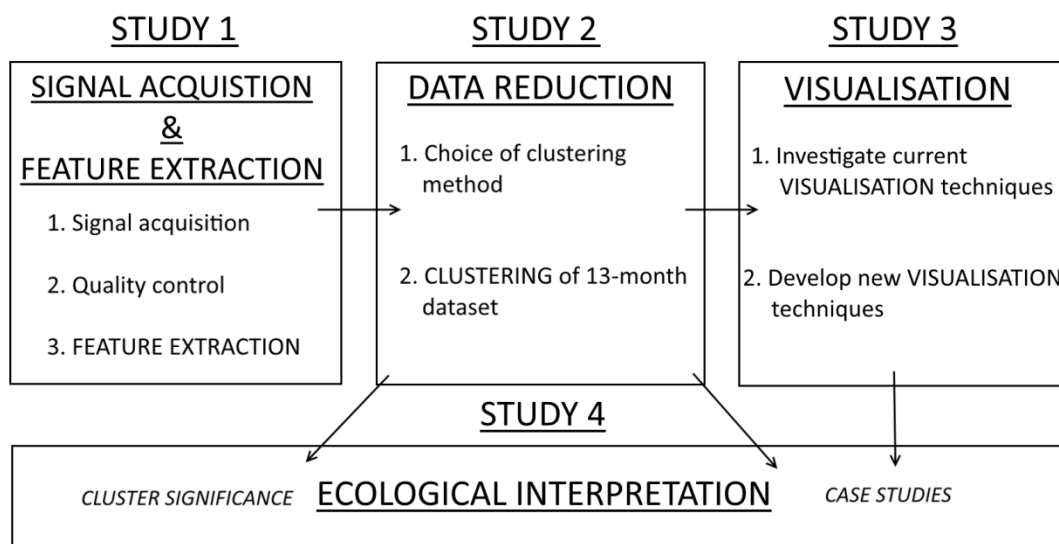 STUDY 1
SIGNAL ACQUISTION
&
FEATURE EXTRACTION
1. Signal acquisition
2. Quality control
3. FEATURE EXTRACTION
STUDY 2
DATA REDUCTION
1. Choice of clustering
method
2. CLUSTERING of 13-month
dataset
STUDY 3
VISUALISATION
1. Investigate current
VISUALISATION techniques
2. Develop new VISUALISATION
techniques
STUDY 4
CLUSTER SIGNIFICANCE
ECOLOGICAL INTERPRETATION
CASE STUDIES